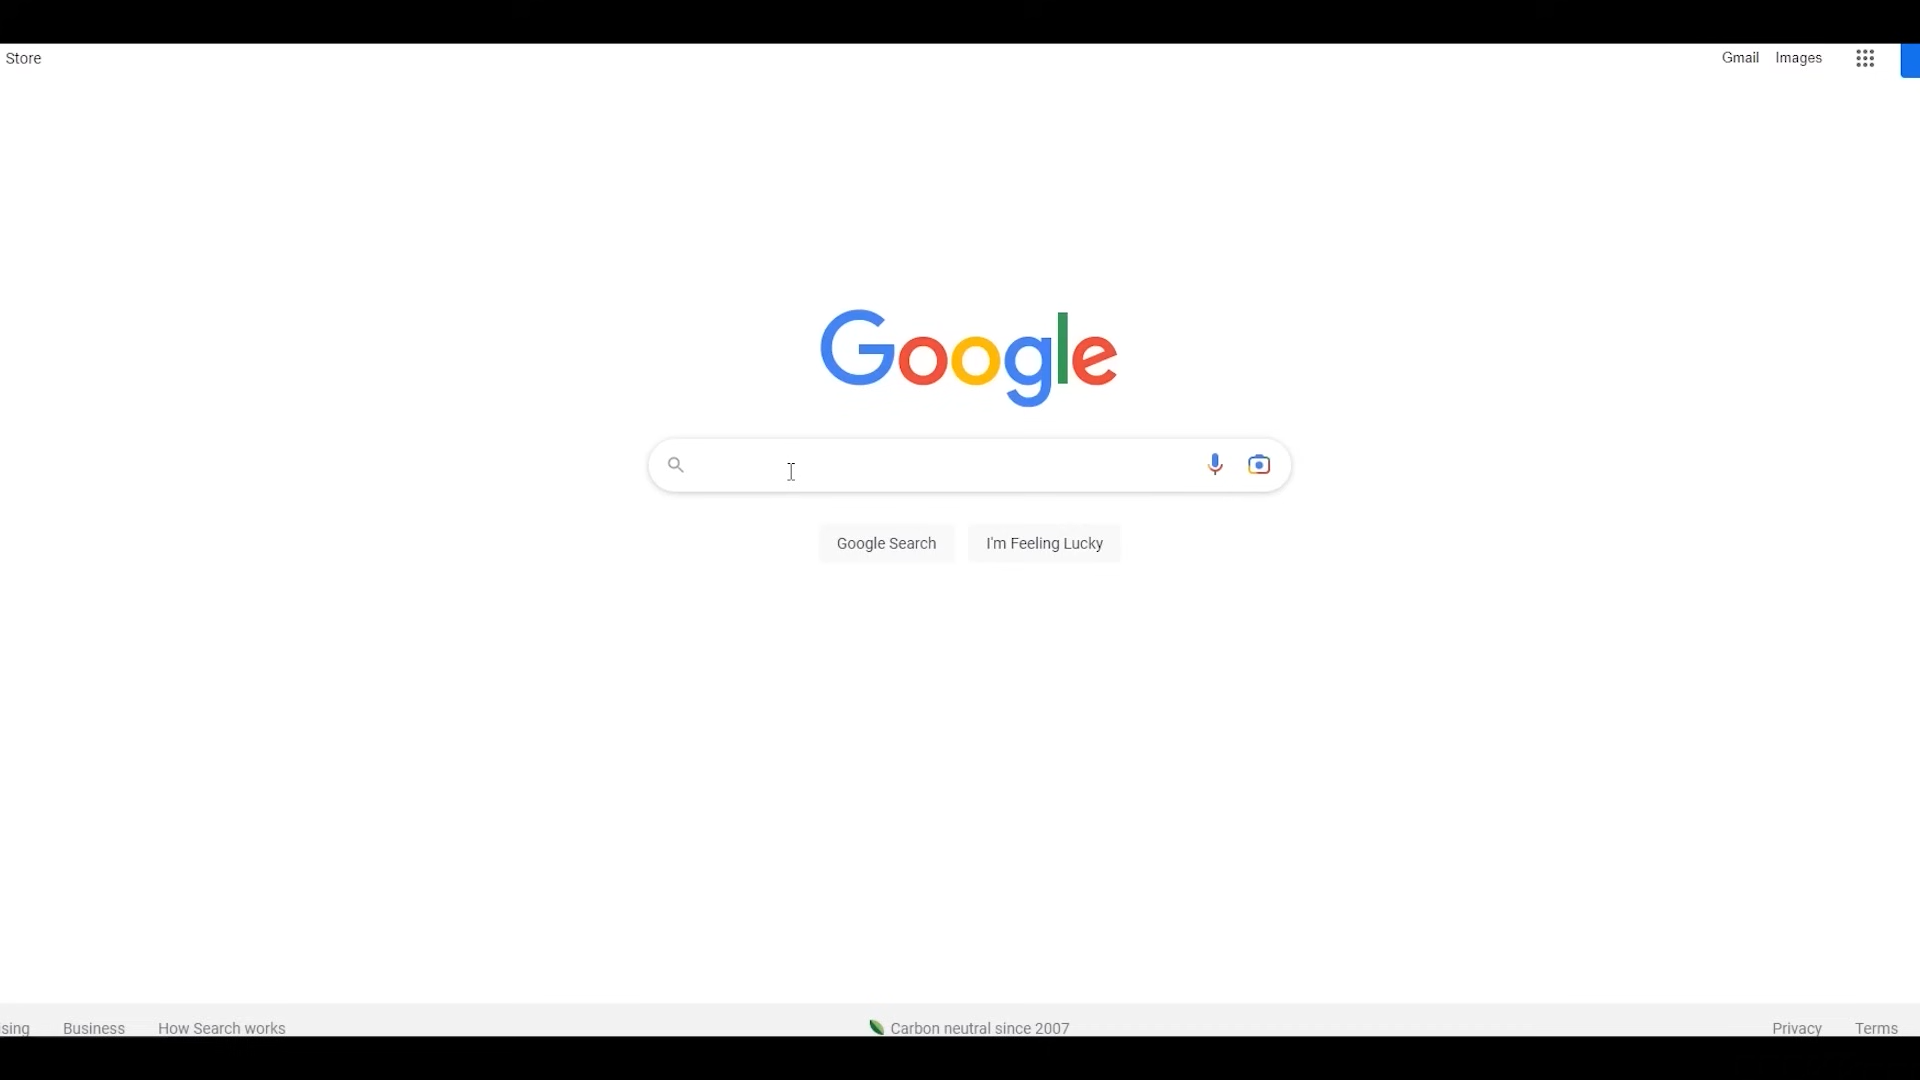 Store
Gmail Images
Google
Google Search I'm Feeling Lucky
sing Business How Search works
Carbon neutral since 2007
Privacy Terms